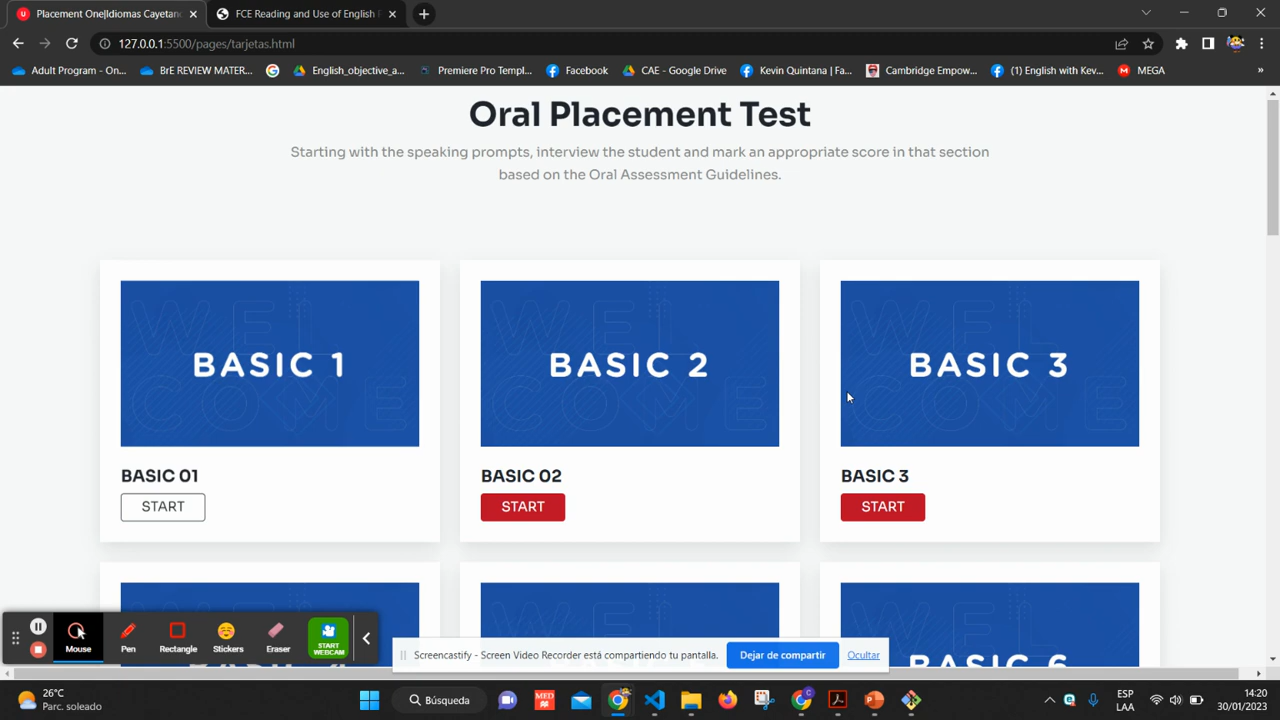 Placement One|Idiomas Cayetano
FCE Reading and Use of English
127.0.0.1:5500/pages/tarjetas.html
Adult Program - On...
BrE REVIEW MATER...
English_objective_a...
Premiere Pro Templ...
Facebook
CAE - Google Drive
Kevin Quintana | Fa...
Cambridge Empow...
(1) English with Kev...
MEGA
»
Oral Placement Test
Starting with the speaking prompts, interview the student and mark an appropriate score in that section
based on the Oral Assessment Guidelines.
WELCOME
BASIC 1
WELCOME
BASIC 2
WELCOME
BASIC 3
BASIC 01
BASIC 02
BASIC 3
START
START
START
Mouse
Pen
Rectangle
Stickers
Eraser
START
WEBCAM
Screencastify - Screen Video Recorder está compartiendo tu pantalla.
Dejar de compartir
Ocultar
26°C
Parc. soleado
Búsqueda
MED
ESP
LAA
14:20
30/01/2023